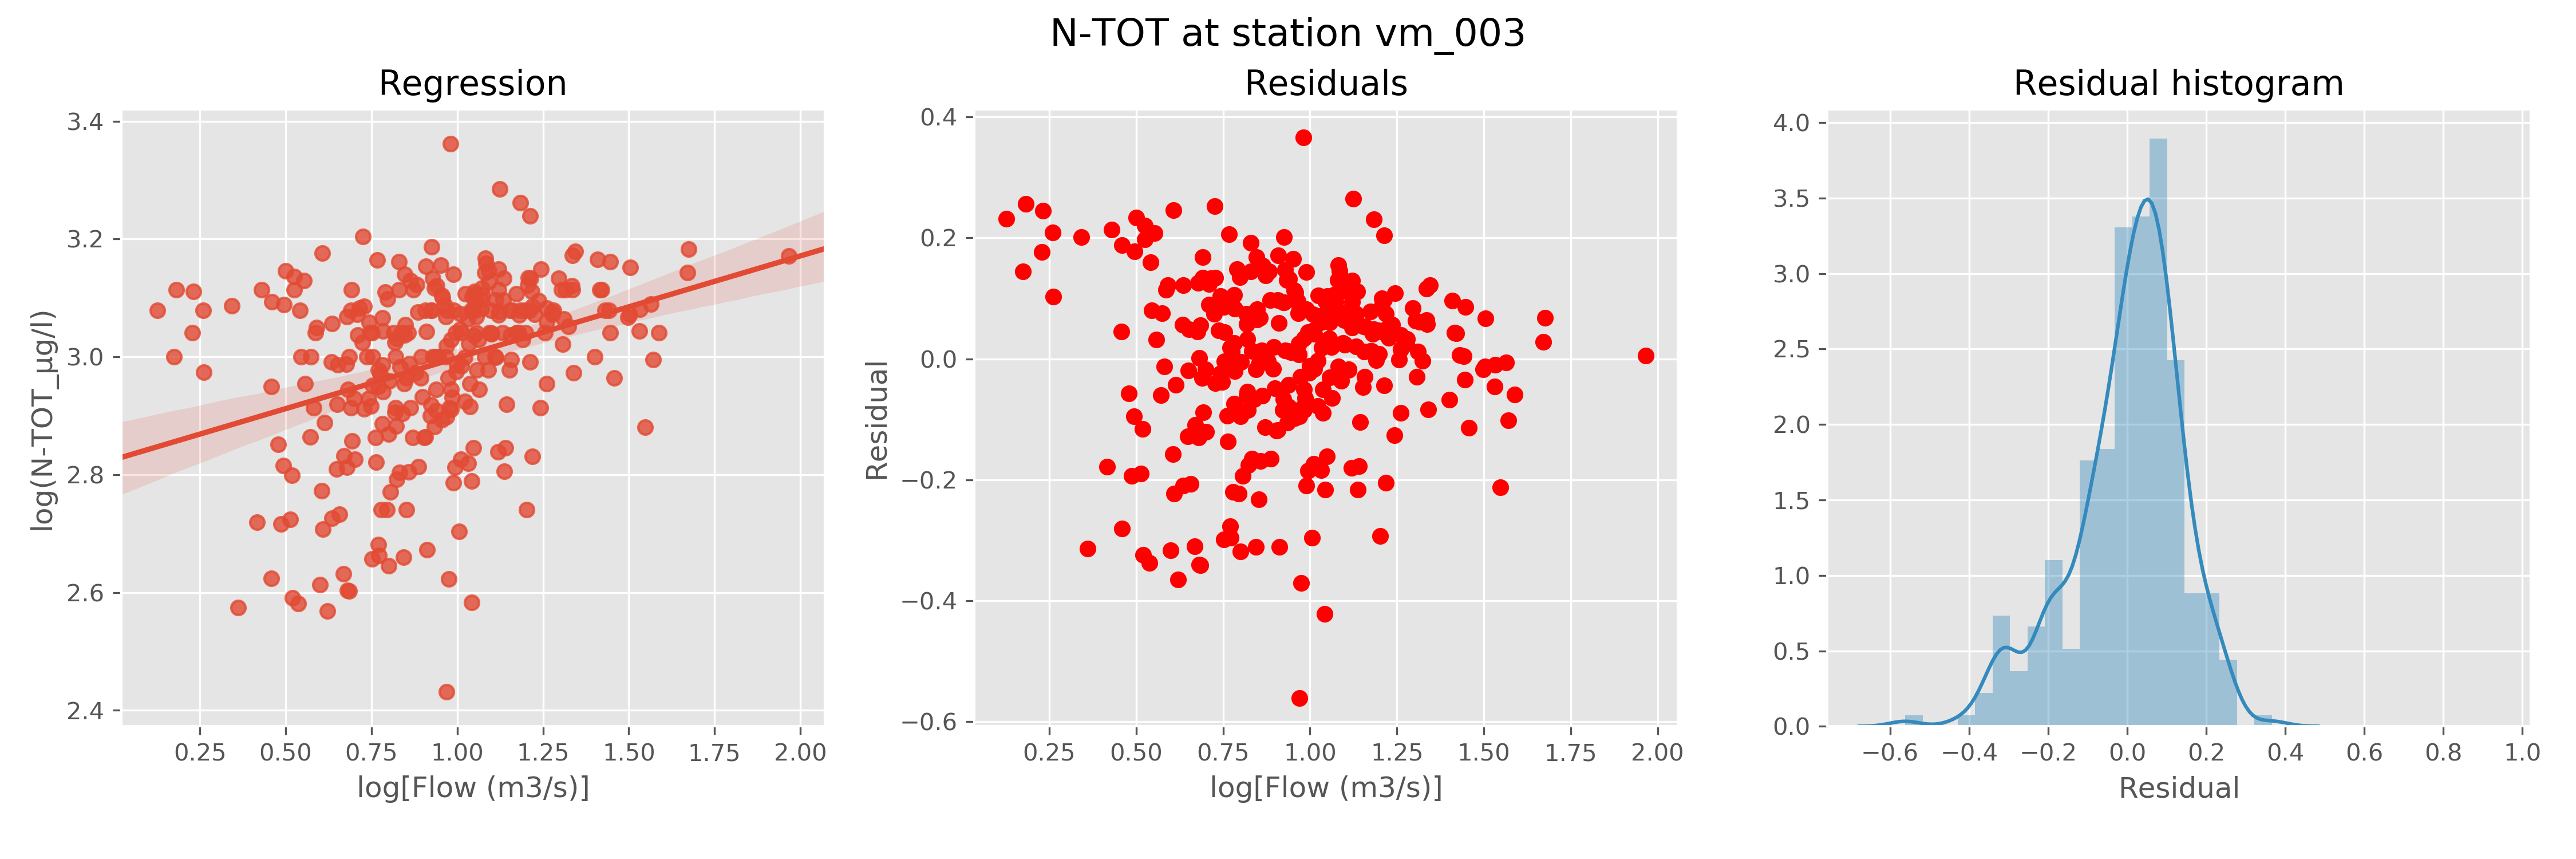 N-TOT at station vm_003
Regression
3.4
3.2
3.0
2.8
2.6
2.4
log(N-TOT_µg/l)
0.25 0.50 0.75 1.00 1.25 1.50 1.75 2.00
log[Flow (m3/s)]
Residuals
0.4
0.2
0.0
−0.2
−0.4
−0.6
Residual
0.25 0.50 0.75 1.00 1.25 1.50 1.75 2.00
log[Flow (m3/s)]
Residual histogram
4.0
3.5
3.0
2.5
2.0
1.5
1.0
0.5
0.0
−0.6 −0.4 −0.2 0.0 0.2 0.4 0.6 0.8 1.0
Residual